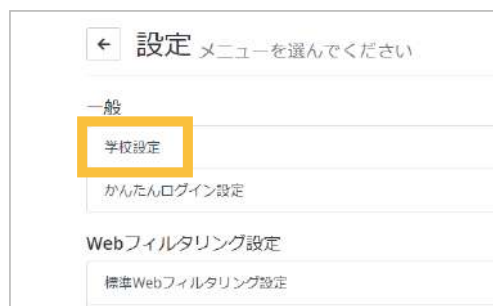 ← 設定 メニューを選んでください
一般
学校設定
かんたんログイン設定
Webフィルタリング設定
標準Webフィルタリング設定